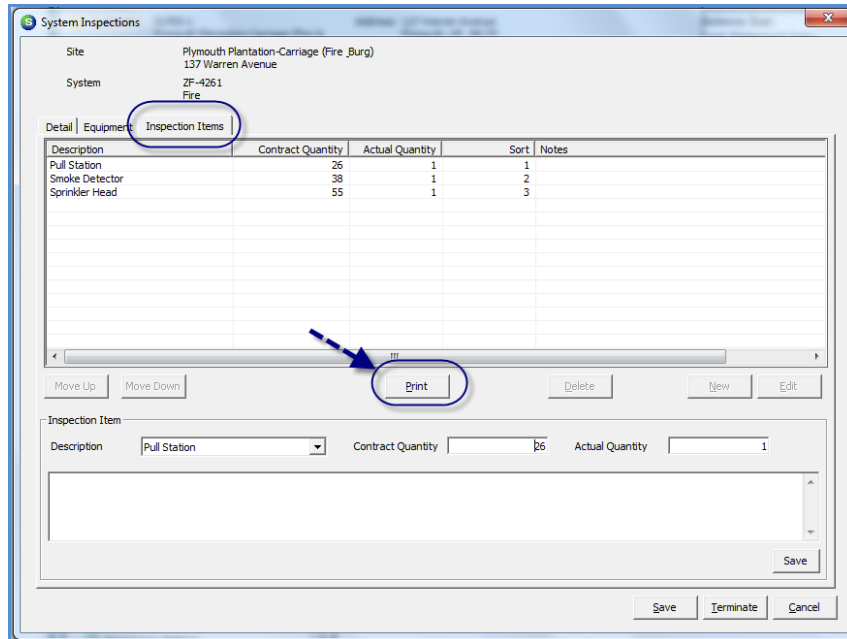 System Inspections
Site Plymouth Plantation-Carriage (Fire_Burg)
137 Warren Avenue
System ZF-4261
Fire
Detail Equipment Inspection Items
Description Contract Quantity Actual Quantity Sort Notes
Pull Station 26 1 1
Smoke Detector 38 1 2
Sprinkler Head 55 1 3
Move Up Move Down Print Delete New Edit
Inspection Item
Description Pull Station Contract Quantity 26 Actual Quantity 1
Save
Save Terminate Cancel